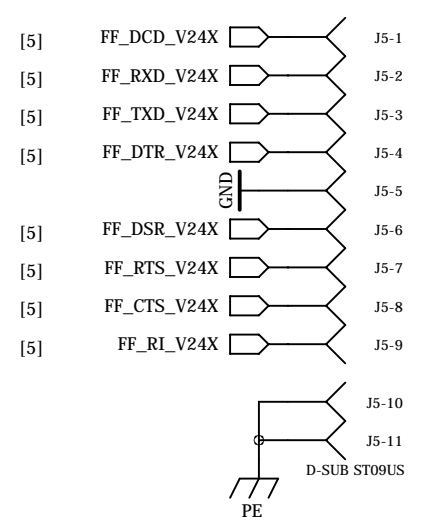 [5] FF_DCD_V24X J5-1
[5] FF_RXD_V24X J5-2
[5] FF_TXD_V24X J5-3
[5] FF_DTR_V24X J5-4
GND J5-5
[5] FF_DSR_V24X J5-6
[5] FF_RTS_V24X J5-7
[5] FF_CTS_V24X J5-8
[5] FF_RI_V24X J5-9
J5-10
J5-11
D-SUB ST09US
PE